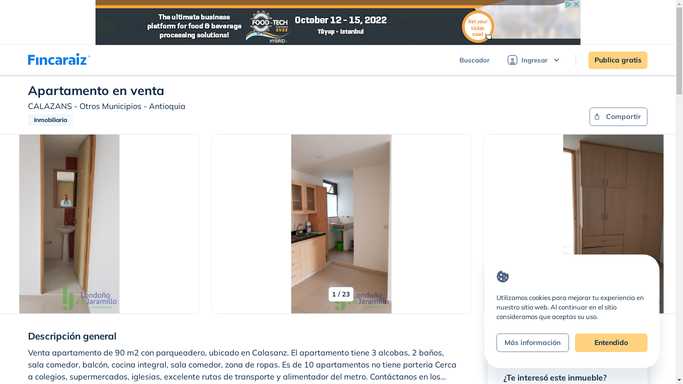 The ultimate business
platform for food & beverage
processing solutions!
FOOD-TECH
HYBRID
October 12 - 15, 2022
Tüyap - Istanbul
Get your
ticket
now!
Fincaraiz
Buscador
Ingresar
Publica gratis
Apartamento en venta
CALAZANS - Otros Municipios - Antioquia
Inmobiliaria
Compartir
Londoño
Jaramillo
1 / 23
Londoño
Jaramillo
Utilizamos cookies para mejorar tu experiencia en
nuestro sitio web. Al continuar en el sitio
consideramos que aceptas su uso.
Más información
Entendido
Descripción general
Venta apartamento de 90 m2 con parqueadero, ubicado en Calasanz. El apartamento tiene 3 alcobas, 2 baños,
sala comedor, balcón, cocina integral, sala comedor, zona de ropas. Es de 10 apartamentos no tiene porteria Cerca
a colegios, supermercados, iglesias, excelente rutas de transporte y alimentador del metro. Contáctanos en los...
¿Te interesó este inmueble?